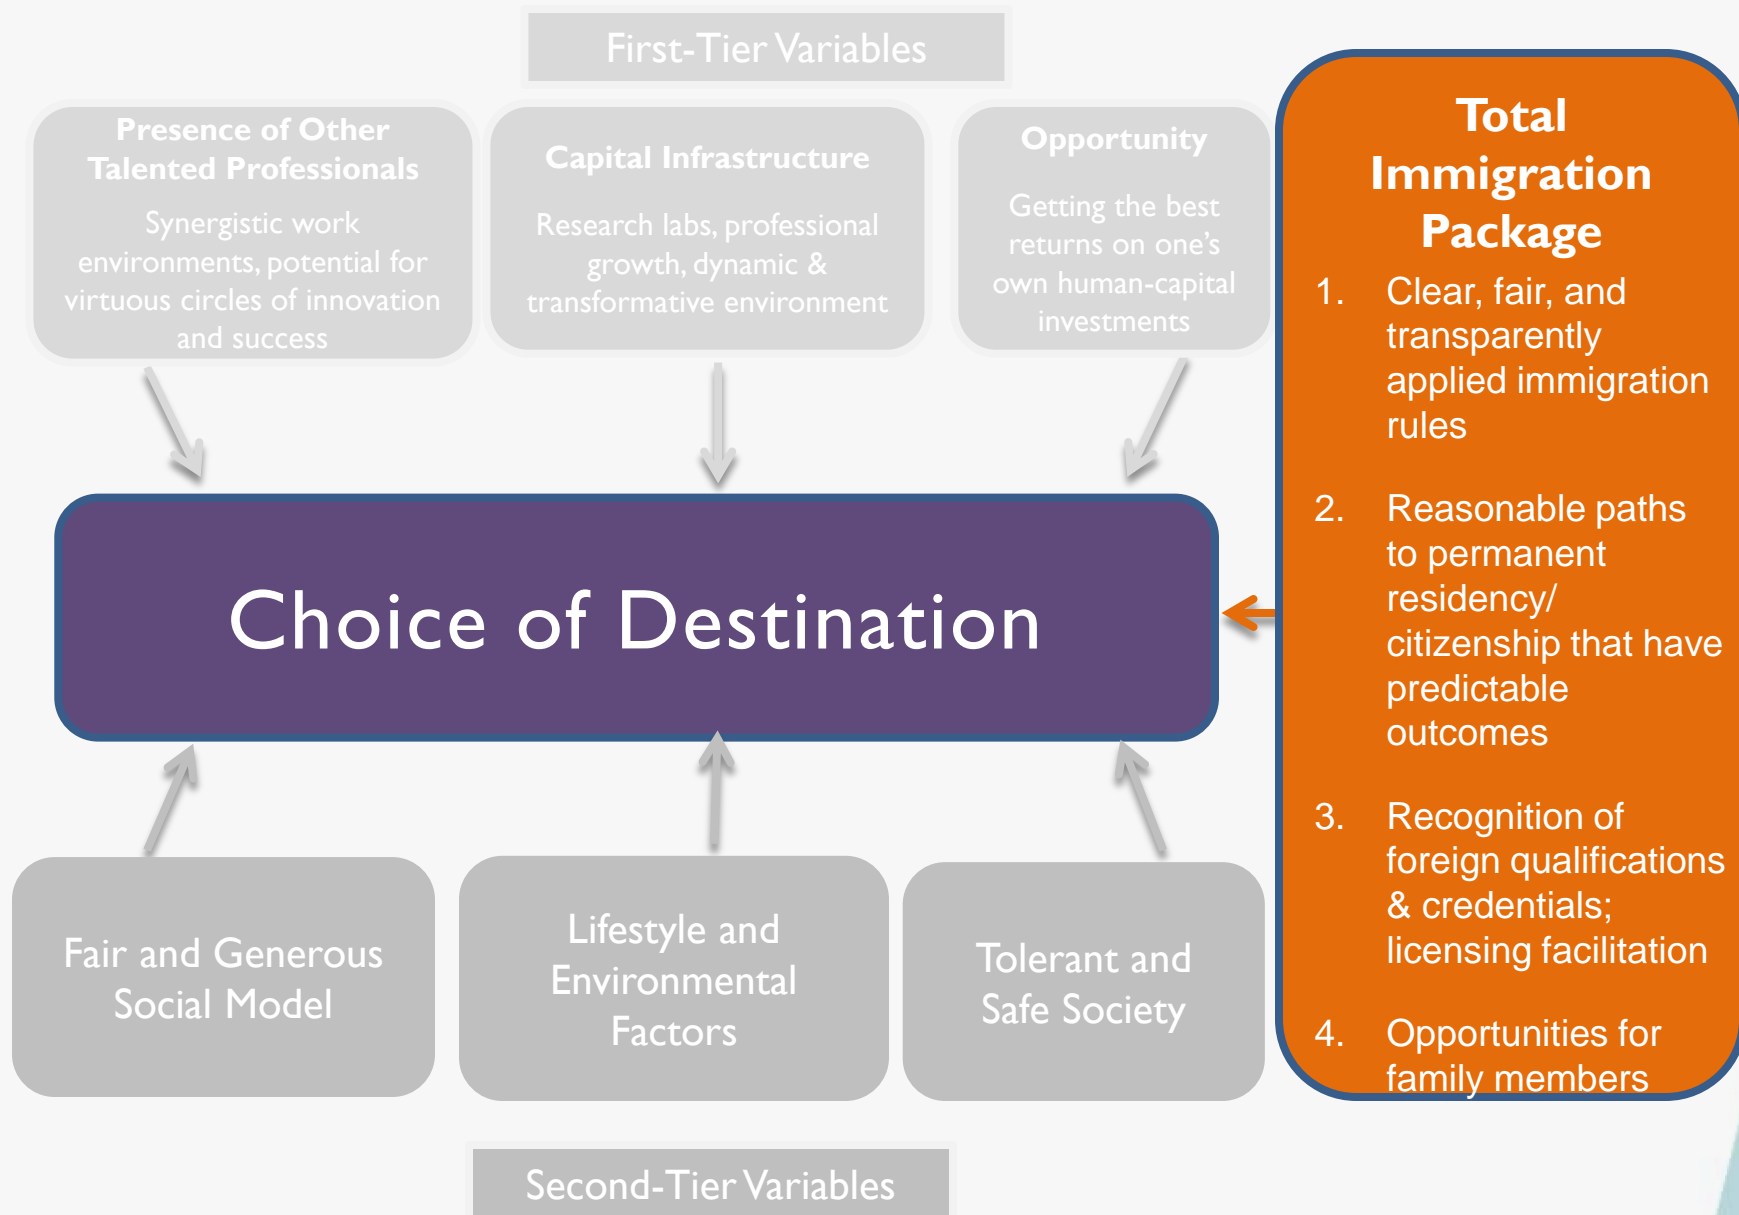 First-Tier Variables
Presence of Other
Talented Professionals
Synergistic work
environments, potential for
virtuous circles of innovation
and success
Capital Infrastructure
Research labs, professional
growth, dynamic &
transformative environment
Opportunity
Getting the best
returns on one’s
own human-capital
investments
Total
Immigration
Package
1. Clear, fair, and
transparently
applied immigration
rules
2. Reasonable paths
to permanent
residency/
citizenship that have
predictable
outcomes
3. Recognition of
foreign qualifications
& credentials;
licensing facilitation
4. Opportunities for
family members
Choice of Destination
Fair and Generous
Social Model
Lifestyle and
Environmental
Factors
Tolerant and
Safe Society
Second-Tier Variables